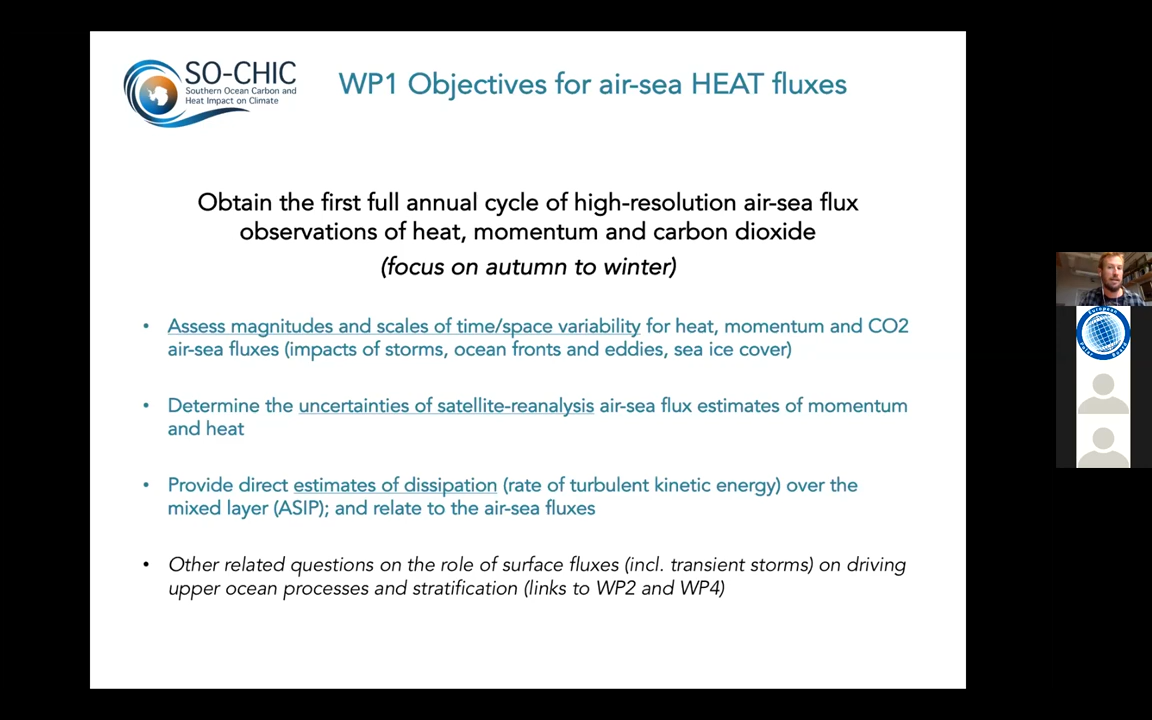 SO-CHIC
Southern Ocean Carbon and
Heat Impact on Climate
WP1 Objectives for air-sea HEAT fluxes
Obtain the first full annual cycle of high-resolution air-sea flux
observations of heat, momentum and carbon dioxide
(focus on autumn to winter)
• Assess magnitudes and scales of time/space variability for heat, momentum and CO2
air-sea fluxes (impacts of storms, ocean fronts and eddies, sea ice cover)
• Determine the uncertainties of satellite-reanalysis air-sea flux estimates of momentum
and heat
• Provide direct estimates of dissipation (rate of turbulent kinetic energy) over the
mixed layer (ASIP); and relate to the air-sea fluxes
• Other related questions on the role of surface fluxes (incl. transient storms) on driving
upper ocean processes and stratification (links to WP2 and WP4)
European
Polar Board